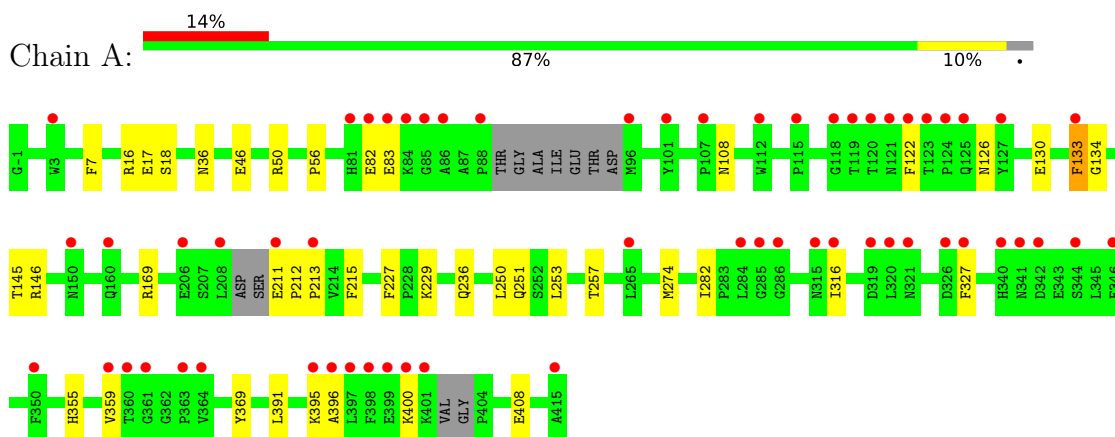 14%
Chain A:
87% 10% •
G-1 W3 F7 R16 E17 S18 N36 E46 R50 P56 H81 E82 E83 K84 G85 A86 A87 P88 THR GLY ALA ILE GLU THR ASP M96 Y101 P107 N108 W112 P115 G118 T119 T120 N121 F122 T123 P124 Q125 N126 Y127 E130 F133 G134
T145 R146 N150 Q160 R169 E206 S207 L208 ASP SER E211 P212 P213 V214 F215 F227 P228 K229 Q236 L250 Q251 S252 L253 T257 L265 M274 I282 P283 L284 G285 G286 N315 I316 D319 L320 N321 D326 F327 H340 N341 D342 E343 S344 L345
F350 H355 V359 T360 G361 G362 P363 V364 Y369 L391 K395 A396 L397 F398 E399 K400 K401 VAL GLY P404 E408 A415